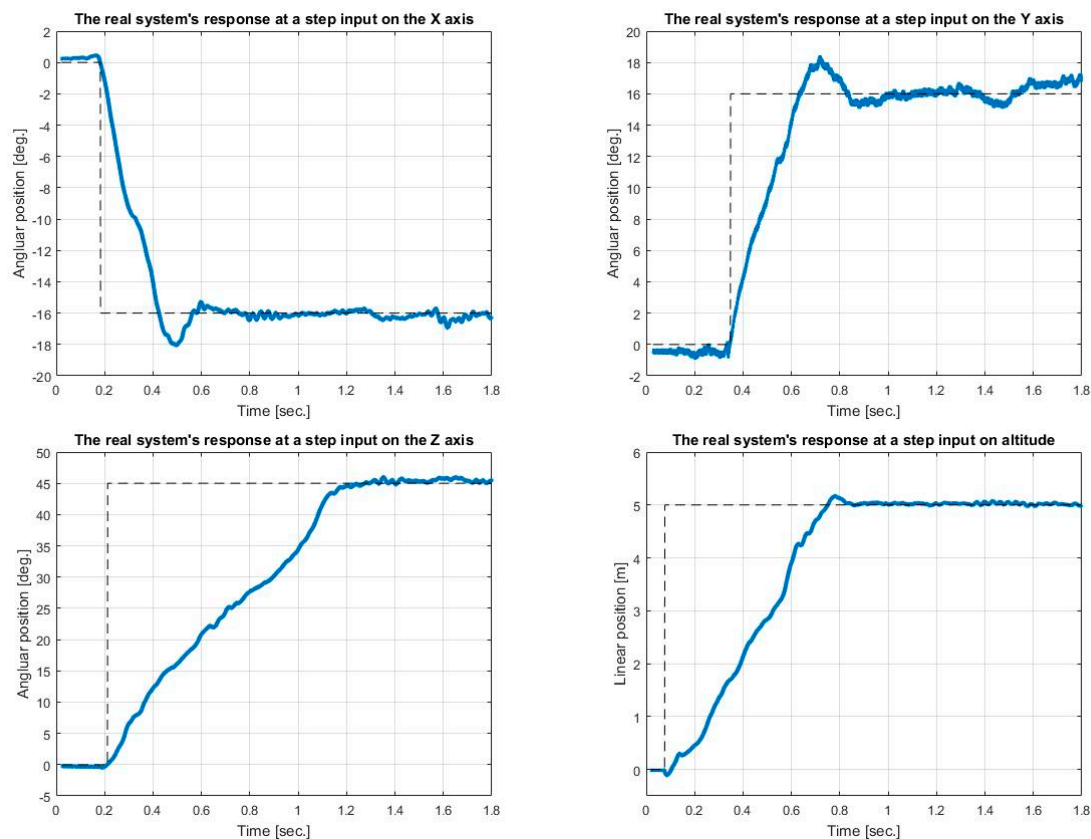 The real system's response at a step input on the X axis
2
0
-2
-4
-6
-8
-10
-12
-14
-16
-18
-20
Angluar position [deg.]
0 0.2 0.4 0.6 0.8 1 1.2 1.4 1.6 1.8
Time [sec.]
The real system's response at a step input on the Y axis
20
18
16
14
12
10
8
6
4
2
0
-2
Angluar position [deg.]
0 0.2 0.4 0.6 0.8 1 1.2 1.4 1.6 1.8
Time [sec.]
The real system's response at a step input on the Z axis
50
45
40
35
30
25
20
15
10
5
0
-5
Angluar position [deg.]
0 0.2 0.4 0.6 0.8 1 1.2 1.4 1.6 1.8
Time [sec.]
The real system's response at a step input on altitude
6
5
4
3
2
1
0
Linear position [m]
0 0.2 0.4 0.6 0.8 1 1.2 1.4 1.6 1.8
Time [sec.]